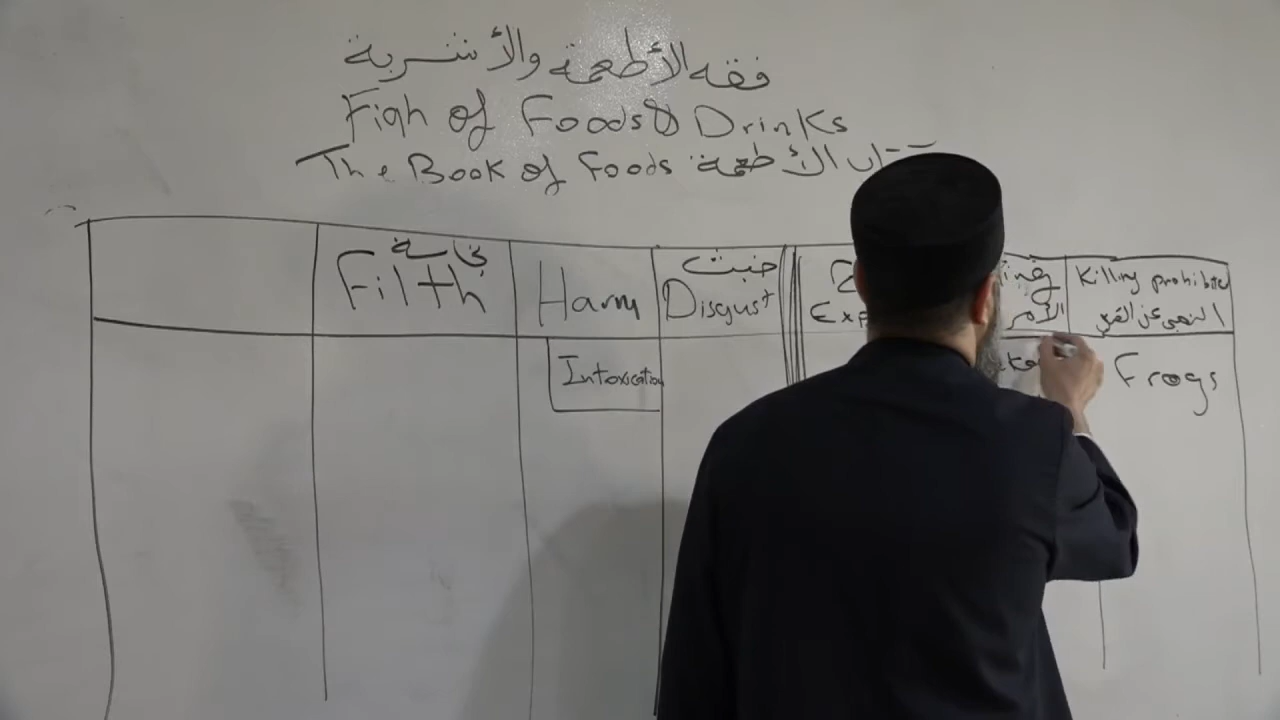 فقه الأطعمة والأشربة
Fiqh of Foods & Drinks
The Book of Foods كتاب الأطعمة
نجاسة
Filth
Harm
خبث
Disgust
Killing prohibited
النهي عن القتل
الأمر
Intoxication
Frogs